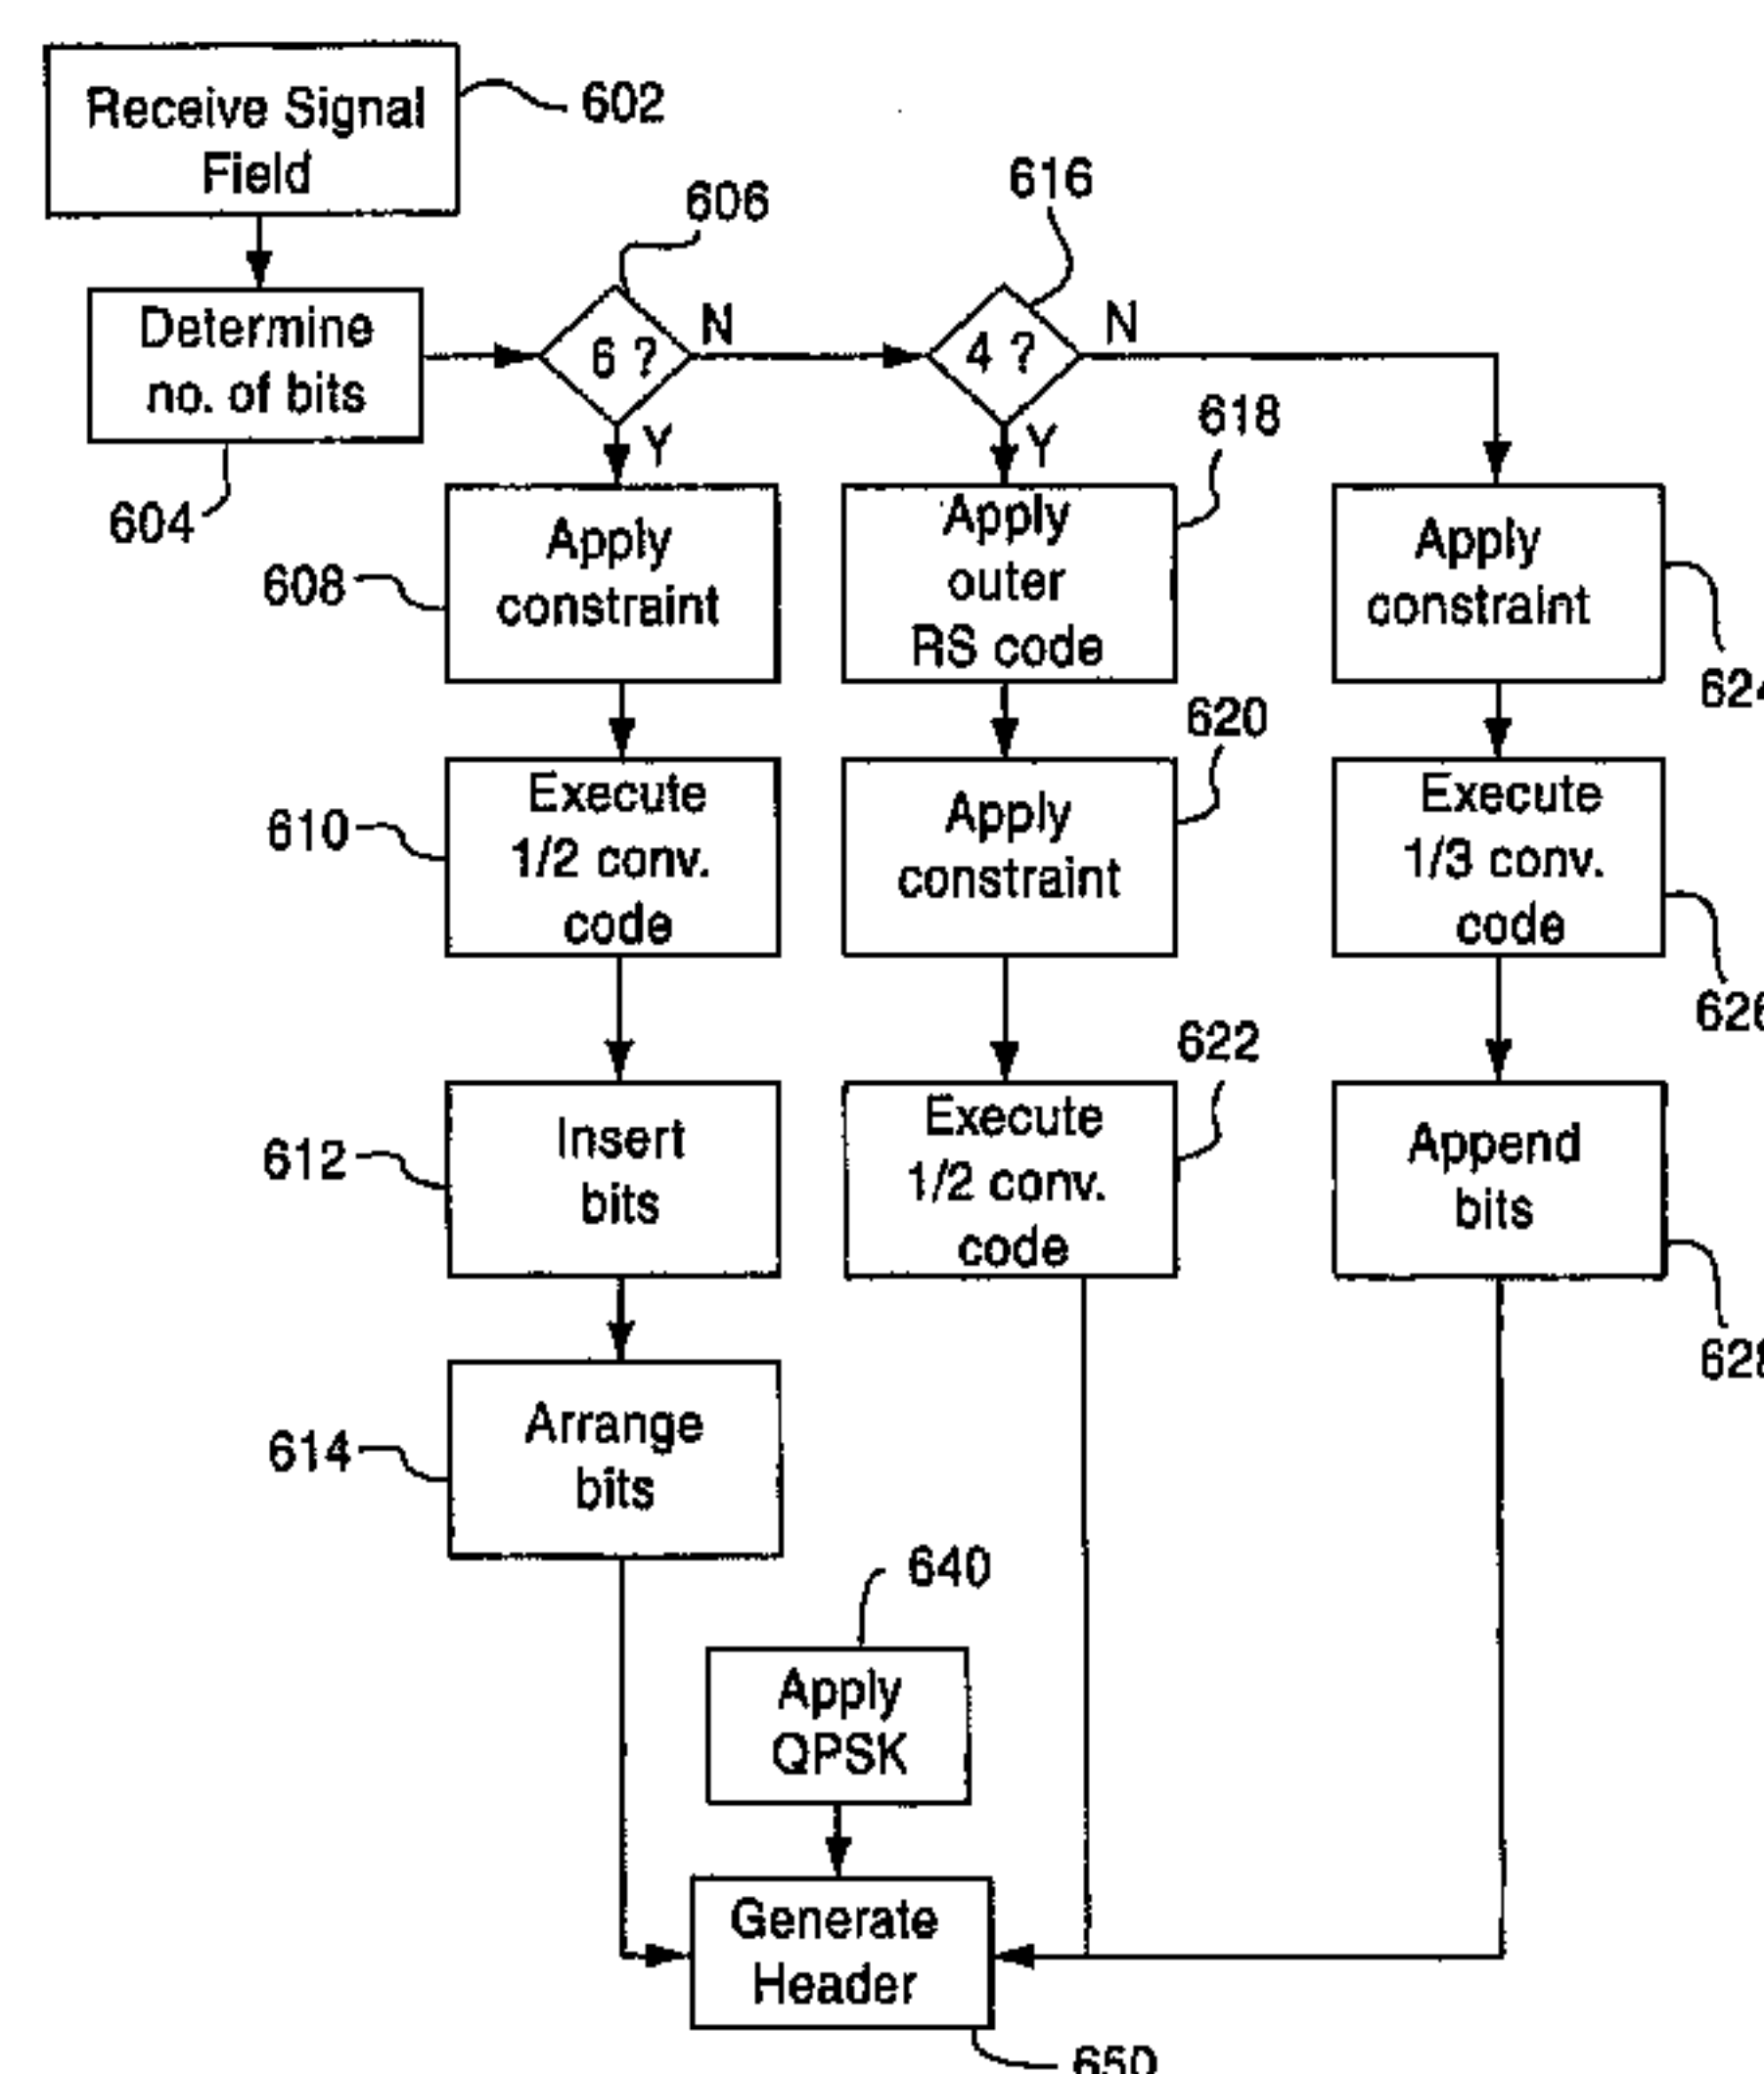 Receive Signal
Field
602
606
616
Determine
no. of bits
604
6 ?
N
Y
4 ?
N
Y
618
608
Apply
constraint
Apply
outer
RS code
Apply
constraint
620
610
Execute
1/2 conv.
code
Apply
constraint
Execute
1/3 conv.
code
622
612
Insert
bits
Execute
1/2 conv.
code
Append
bits
614
Arrange
bits
640
Apply
QPSK
Generate
Header
650